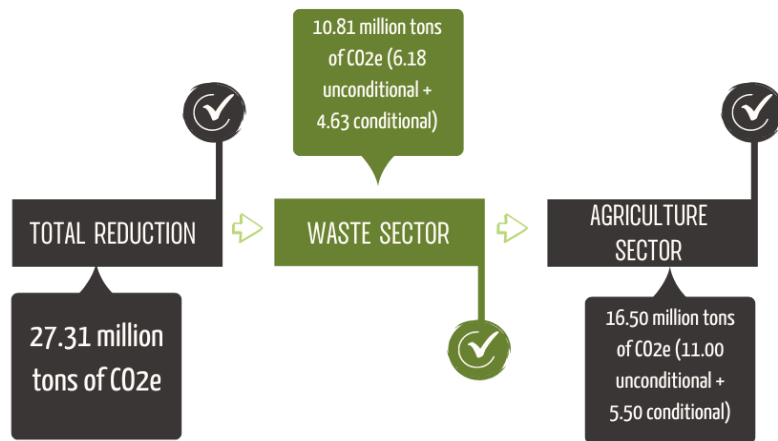 TOTAL REDUCTION
27.31 million
tons of CO2e
10.81 million tons
of CO2e (6.18
unconditional +
4.63 conditional)
WASTE SECTOR
AGRICULTURE
SECTOR
16.50 million tons
of CO2e (11.00
unconditional +
5.50 conditional)